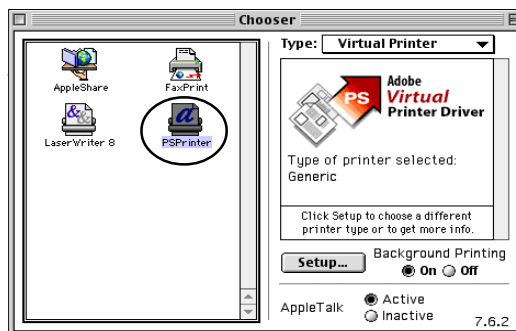 Chooser
AppleShare
FaxPrint
LaserWriter 8
PSPrinter
Type: Virtual Printer
PS
Adobe
Virtual
Printer Driver
Type of printer selected:
Generic
Click Setup to choose a different
printer type or to get more info.
Setup...
Background Printing
On Off
AppleTalk
Active
Inactive
7.6.2